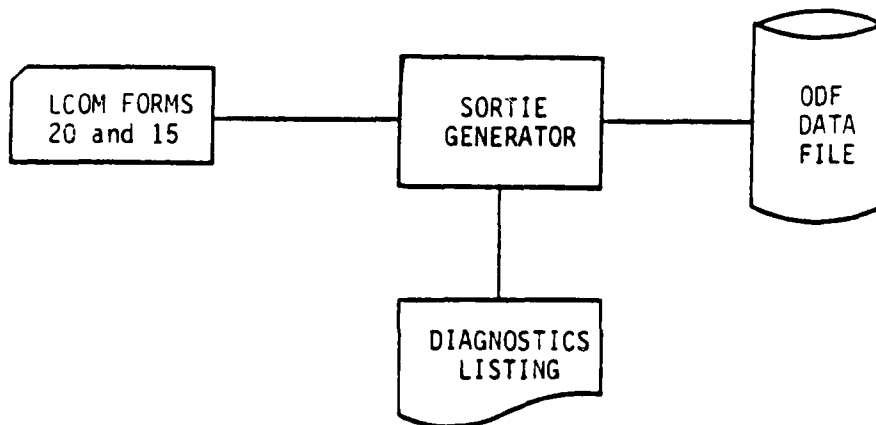 LCOM FORMS
20 and 15
SORTIE
GENERATOR
ODF
DATA
FILE
DIAGNOSTICS
LISTING